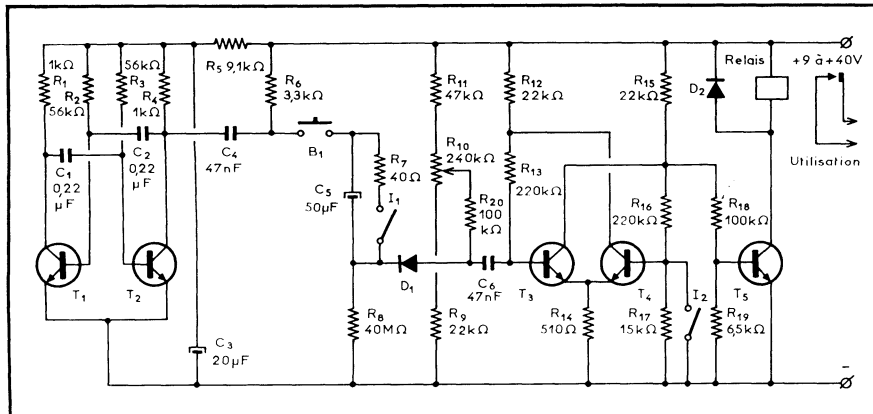 1kΩ
R1
R2
56kΩ
56kΩ
R3
R4
1kΩ
C1
0,22
µF
C2
0,22
µF
T1
T2
C3
20µF
R5 9,1kΩ
C4
47nF
R6
3,3kΩ
B1
C5
50µF
R7
40Ω
I1
R8
40MΩ
D1
R11
47kΩ
R10
240kΩ
R20
100
kΩ
R9
22kΩ
C6
47nF
R12
22kΩ
R13
220kΩ
T3
R14
510Ω
T4
R15
22kΩ
R16
220kΩ
R17
15kΩ
I2
R18
100kΩ
R19
6,5kΩ
T5
D2
Relais
+9 à +40V
Utilisation
+
-